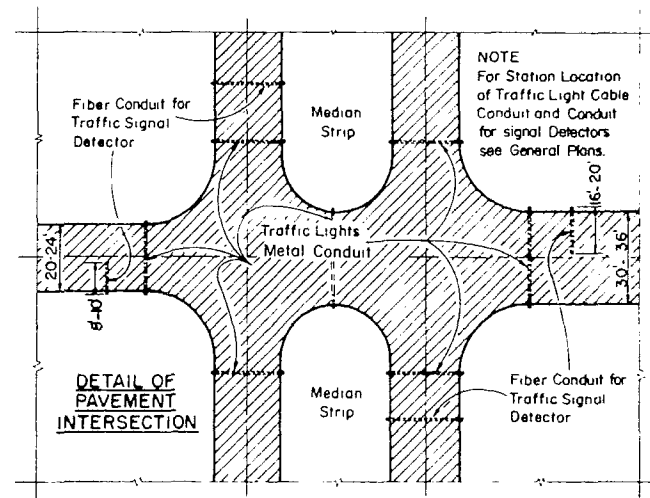 NOTE
For Station Location
of Traffic Light Cable
Conduit and Conduit
for signal Detectors
see General Plans.
Fiber Conduit for
Traffic Signal
Detector
Median
Strip
16'-20'
Traffic Lights
Metal Conduit
20-24'
30'-36'
8'-10'
DETAIL OF
PAVEMENT
INTERSECTION
Median
Strip
Fiber Conduit for
Traffic Signal
Detector